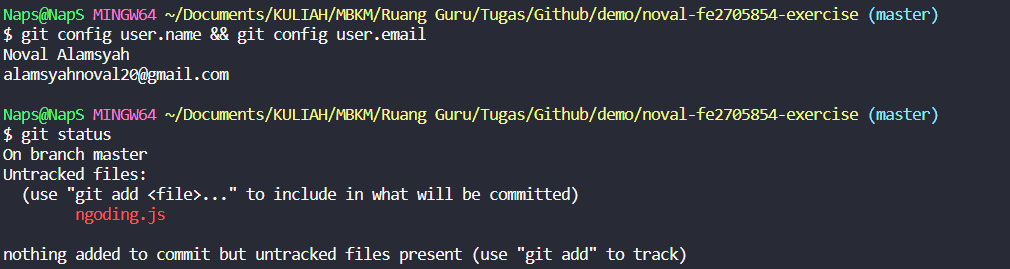 Naps@NapS MINGW64 ~/Documents/KULIAH/MBKM/Ruang Guru/Tugas/Github/demo/noval-fe2705854-exercise (master)
$ git config user.name && git config user.email
Noval Alamsyah
alamsyahnoval20@gmail.com

Naps@NapS MINGW64 ~/Documents/KULIAH/MBKM/Ruang Guru/Tugas/Github/demo/noval-fe2705854-exercise (master)
$ git status
On branch master
Untracked files:
  (use "git add <file>..." to include in what will be committed)
        ngoding.js

nothing added to commit but untracked files present (use "git add" to track)